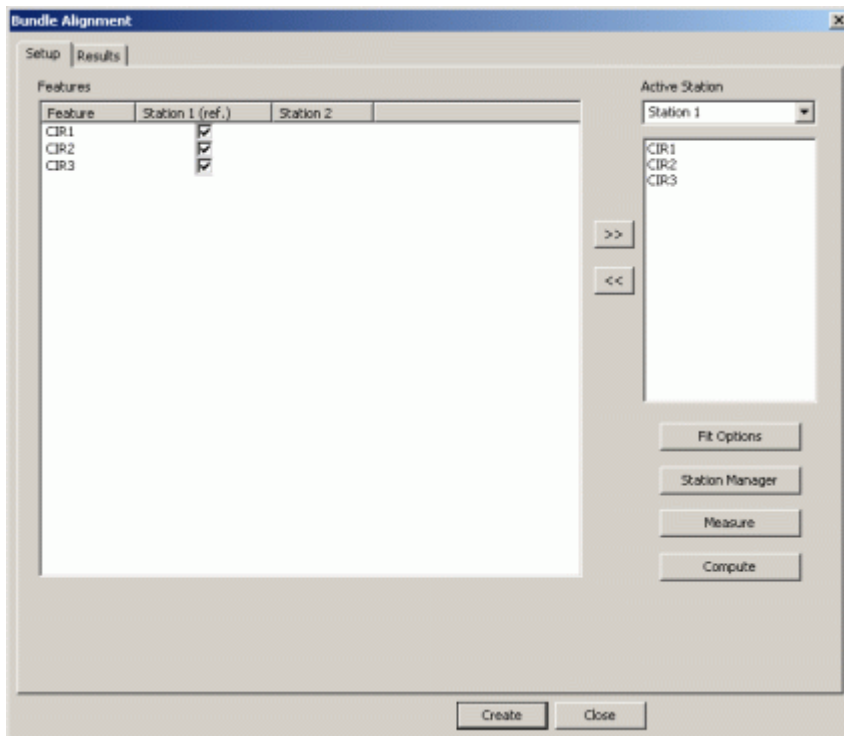 Bundle Alignment
Setup Results
Features
Feature Station 1 (ref.) Station 2
CIR1
CIR2
CIR3
Active Station
Station 1
CIR1
CIR2
CIR3
>>
<<
Fit Options
Station Manager
Measure
Compute
Create Close